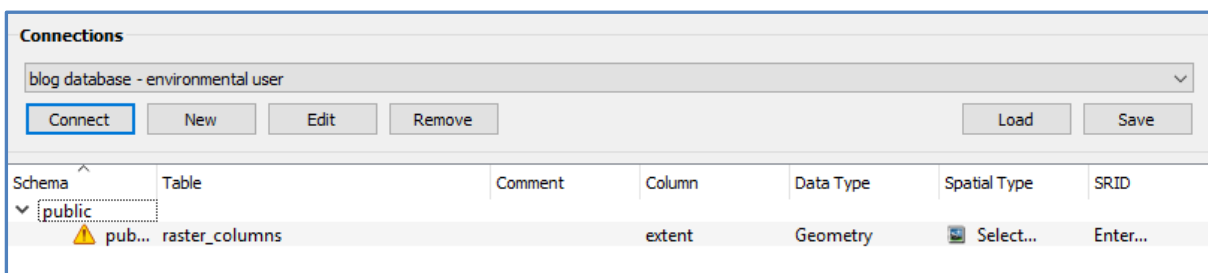 Connections
blog database - environmental user
Connect New Edit Remove Load Save
Schema Table Comment Column Data Type Spatial Type SRID
public
pub... raster_columns extent Geometry Select... Enter...